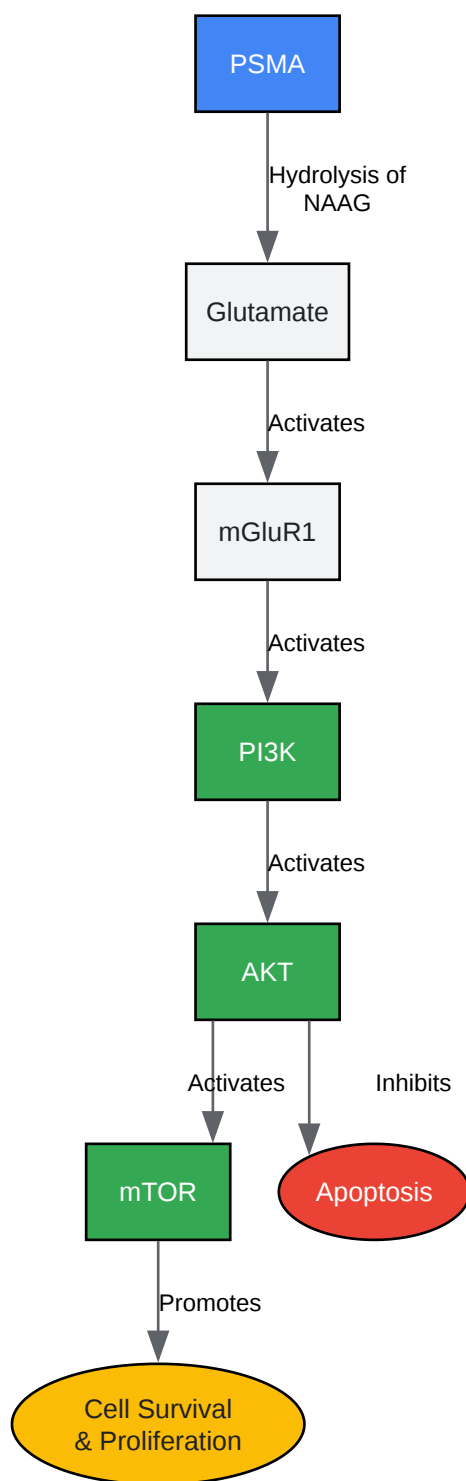 PSMA
Hydrolysis of
NAAG
Glutamate
Activates
mGluR1
Activates
PI3K
Activates
AKT
Activates
Inhibits
mTOR
Apoptosis
Promotes
Cell Survival
& Proliferation